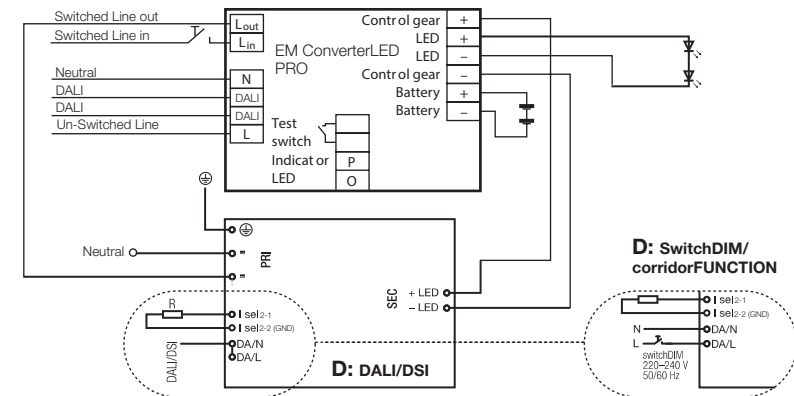 Switched Line out
Switched Line in
Neutral
DALI
DALI
Un-Switched Line
Lout
Lin
N
DALI
DALI
L
EM ConverterLED
PRO
Test
switch
Indicator
LED
P
O
Control gear +
LED +
LED –
Control gear –
Battery +
Battery –
Neutral
PRI
SEC
+ LED
– LED
R
I sel2-1
I sel2-2 (GND)
DA/N
DA/L
DALI/DSI
D: DALI/DSI
D: SwitchDIM/
corridorFUNCTION
I sel2-1
I sel2-2 (GND)
N
DA/N
L
DA/L
switchDIM
220–240 V
50/60 Hz